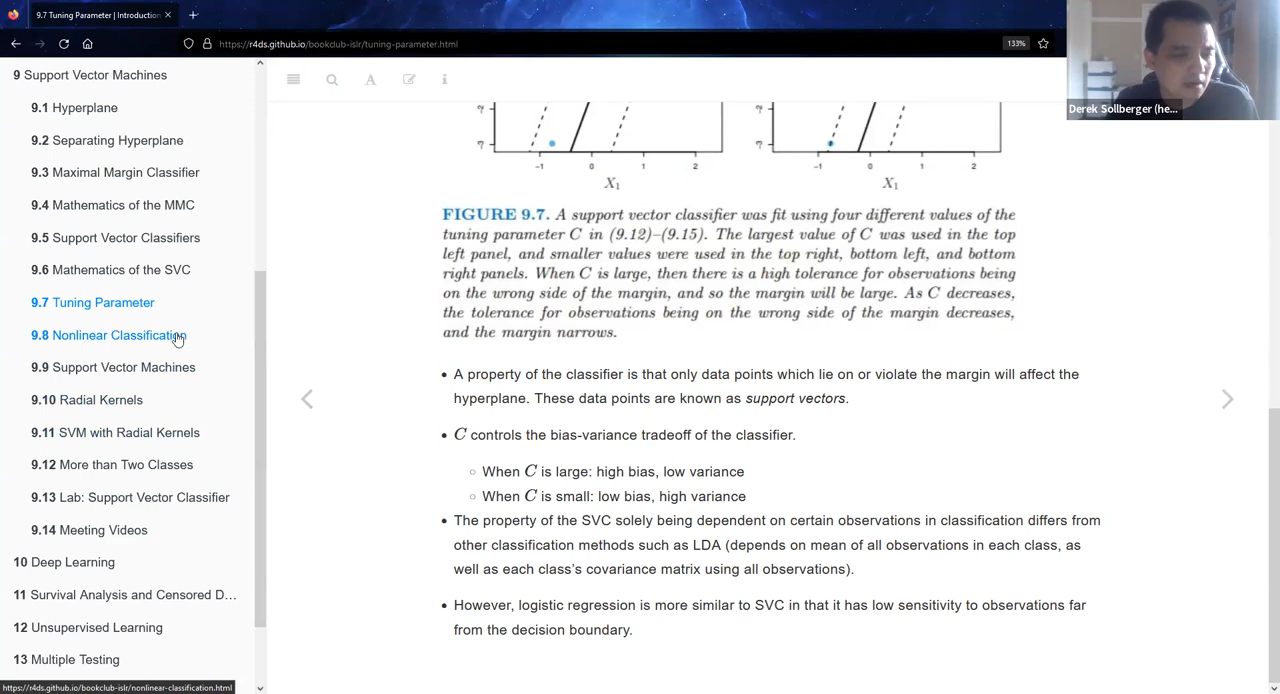 9.7 Tuning Parameter | Introduction
https://r4ds.github.io/bookclub-islr/tuning-parameter.html
133%
Derek Sollberger (he...
9 Support Vector Machines
9.1 Hyperplane
9.2 Separating Hyperplane
9.3 Maximal Margin Classifier
9.4 Mathematics of the MMC
9.5 Support Vector Classifiers
9.6 Mathematics of the SVC
9.7 Tuning Parameter
9.8 Nonlinear Classification
9.9 Support Vector Machines
9.10 Radial Kernels
9.11 SVM with Radial Kernels
9.12 More than Two Classes
9.13 Lab: Support Vector Classifier
9.14 Meeting Videos
10 Deep Learning
11 Survival Analysis and Censored D...
12 Unsupervised Learning
13 Multiple Testing
https://r4ds.github.io/bookclub-islr/nonlinear-classification.html
-1 0 1 2
X1
-1 0 1 2
X1
FIGURE 9.7. A support vector classifier was fit using four different values of the
tuning parameter C in (9.12)–(9.15). The largest value of C was used in the top
left panel, and smaller values were used in the top right, bottom left, and bottom
right panels. When C is large, then there is a high tolerance for observations being
on the wrong side of the margin, and so the margin will be large. As C decreases,
the tolerance for observations being on the wrong side of the margin decreases,
and the margin narrows.
• A property of the classifier is that only data points which lie on or violate the margin will affect the
hyperplane. These data points are known as support vectors.
• C controls the bias-variance tradeoff of the classifier.
◦ When C is large: high bias, low variance
◦ When C is small: low bias, high variance
• The property of the SVC solely being dependent on certain observations in classification differs from
other classification methods such as LDA (depends on mean of all observations in each class, as
well as each class's covariance matrix using all observations).
• However, logistic regression is more similar to SVC in that it has low sensitivity to observations far
from the decision boundary.